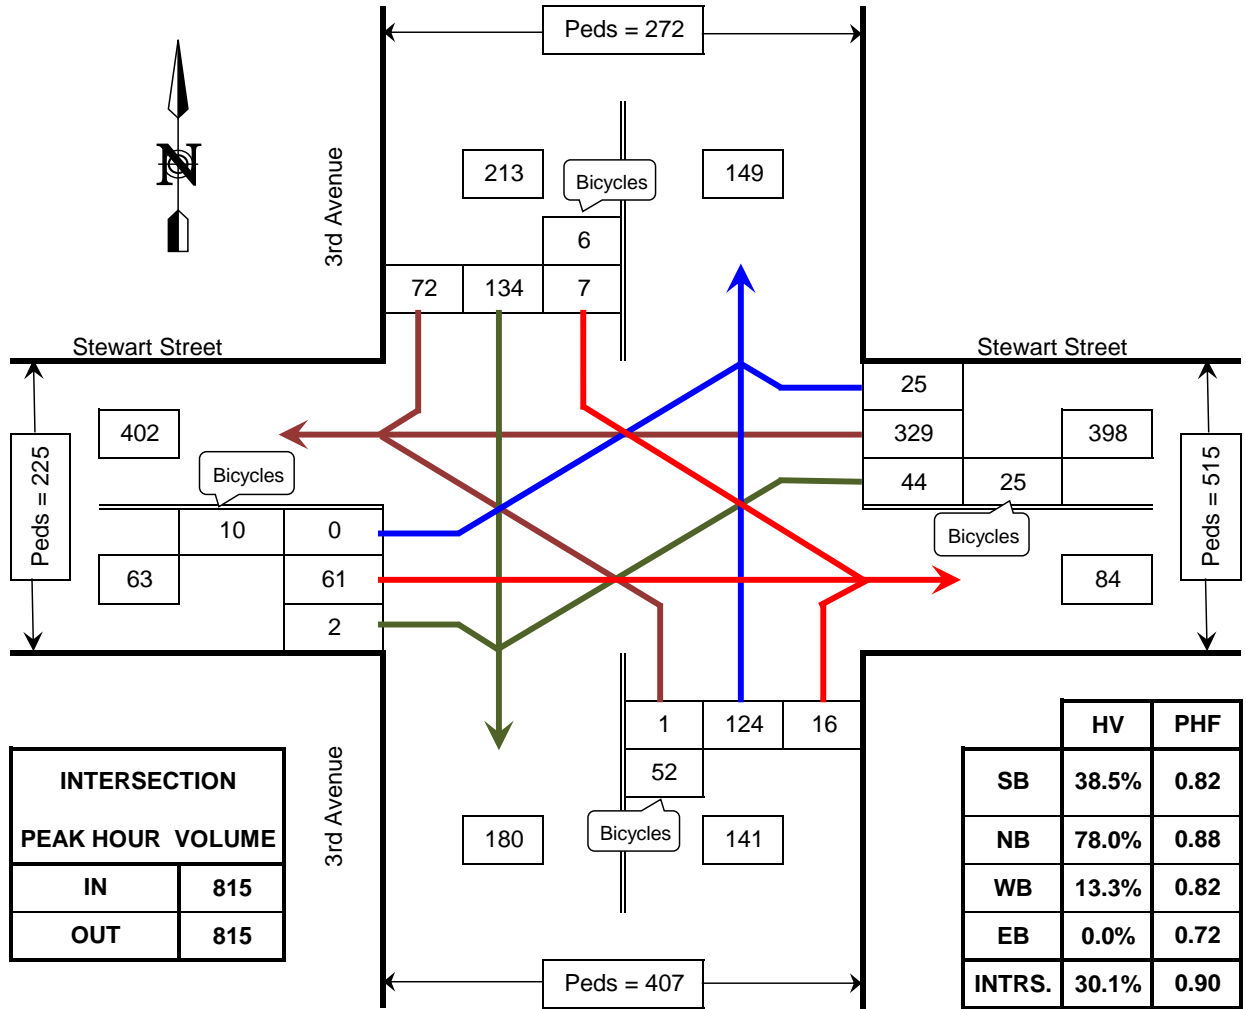 Peds = 272
N
3rd Avenue
213
Bicycles
149
6
72 134 7
Stewart Street
Stewart Street
25
402
329
398
Peds = 225
Bicycles
44 25
Peds = 515
10 0
Bicycles
63
61
84
2
1 124 16
52
Bicycles
3rd Avenue
180
141
INTERSECTION
PEAK HOUR VOLUME
IN 815
OUT 815
HV PHF
SB 38.5% 0.82
NB 78.0% 0.88
WB 13.3% 0.82
EB 0.0% 0.72
INTRS. 30.1% 0.90
Peds = 407